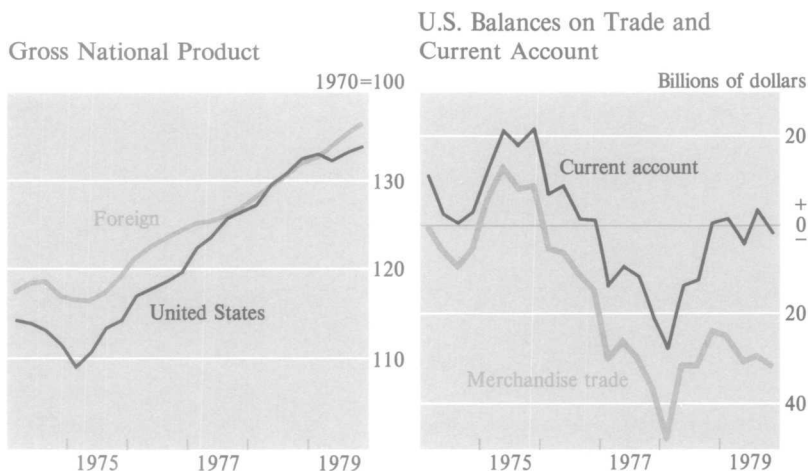 Gross National Product
1970=100
Foreign
United States
130
120
110
1975
1977
1979
U.S. Balances on Trade and
Current Account
Billions of dollars
Current account
Merchandise trade
20
+
0
−
20
40
1975
1977
1979